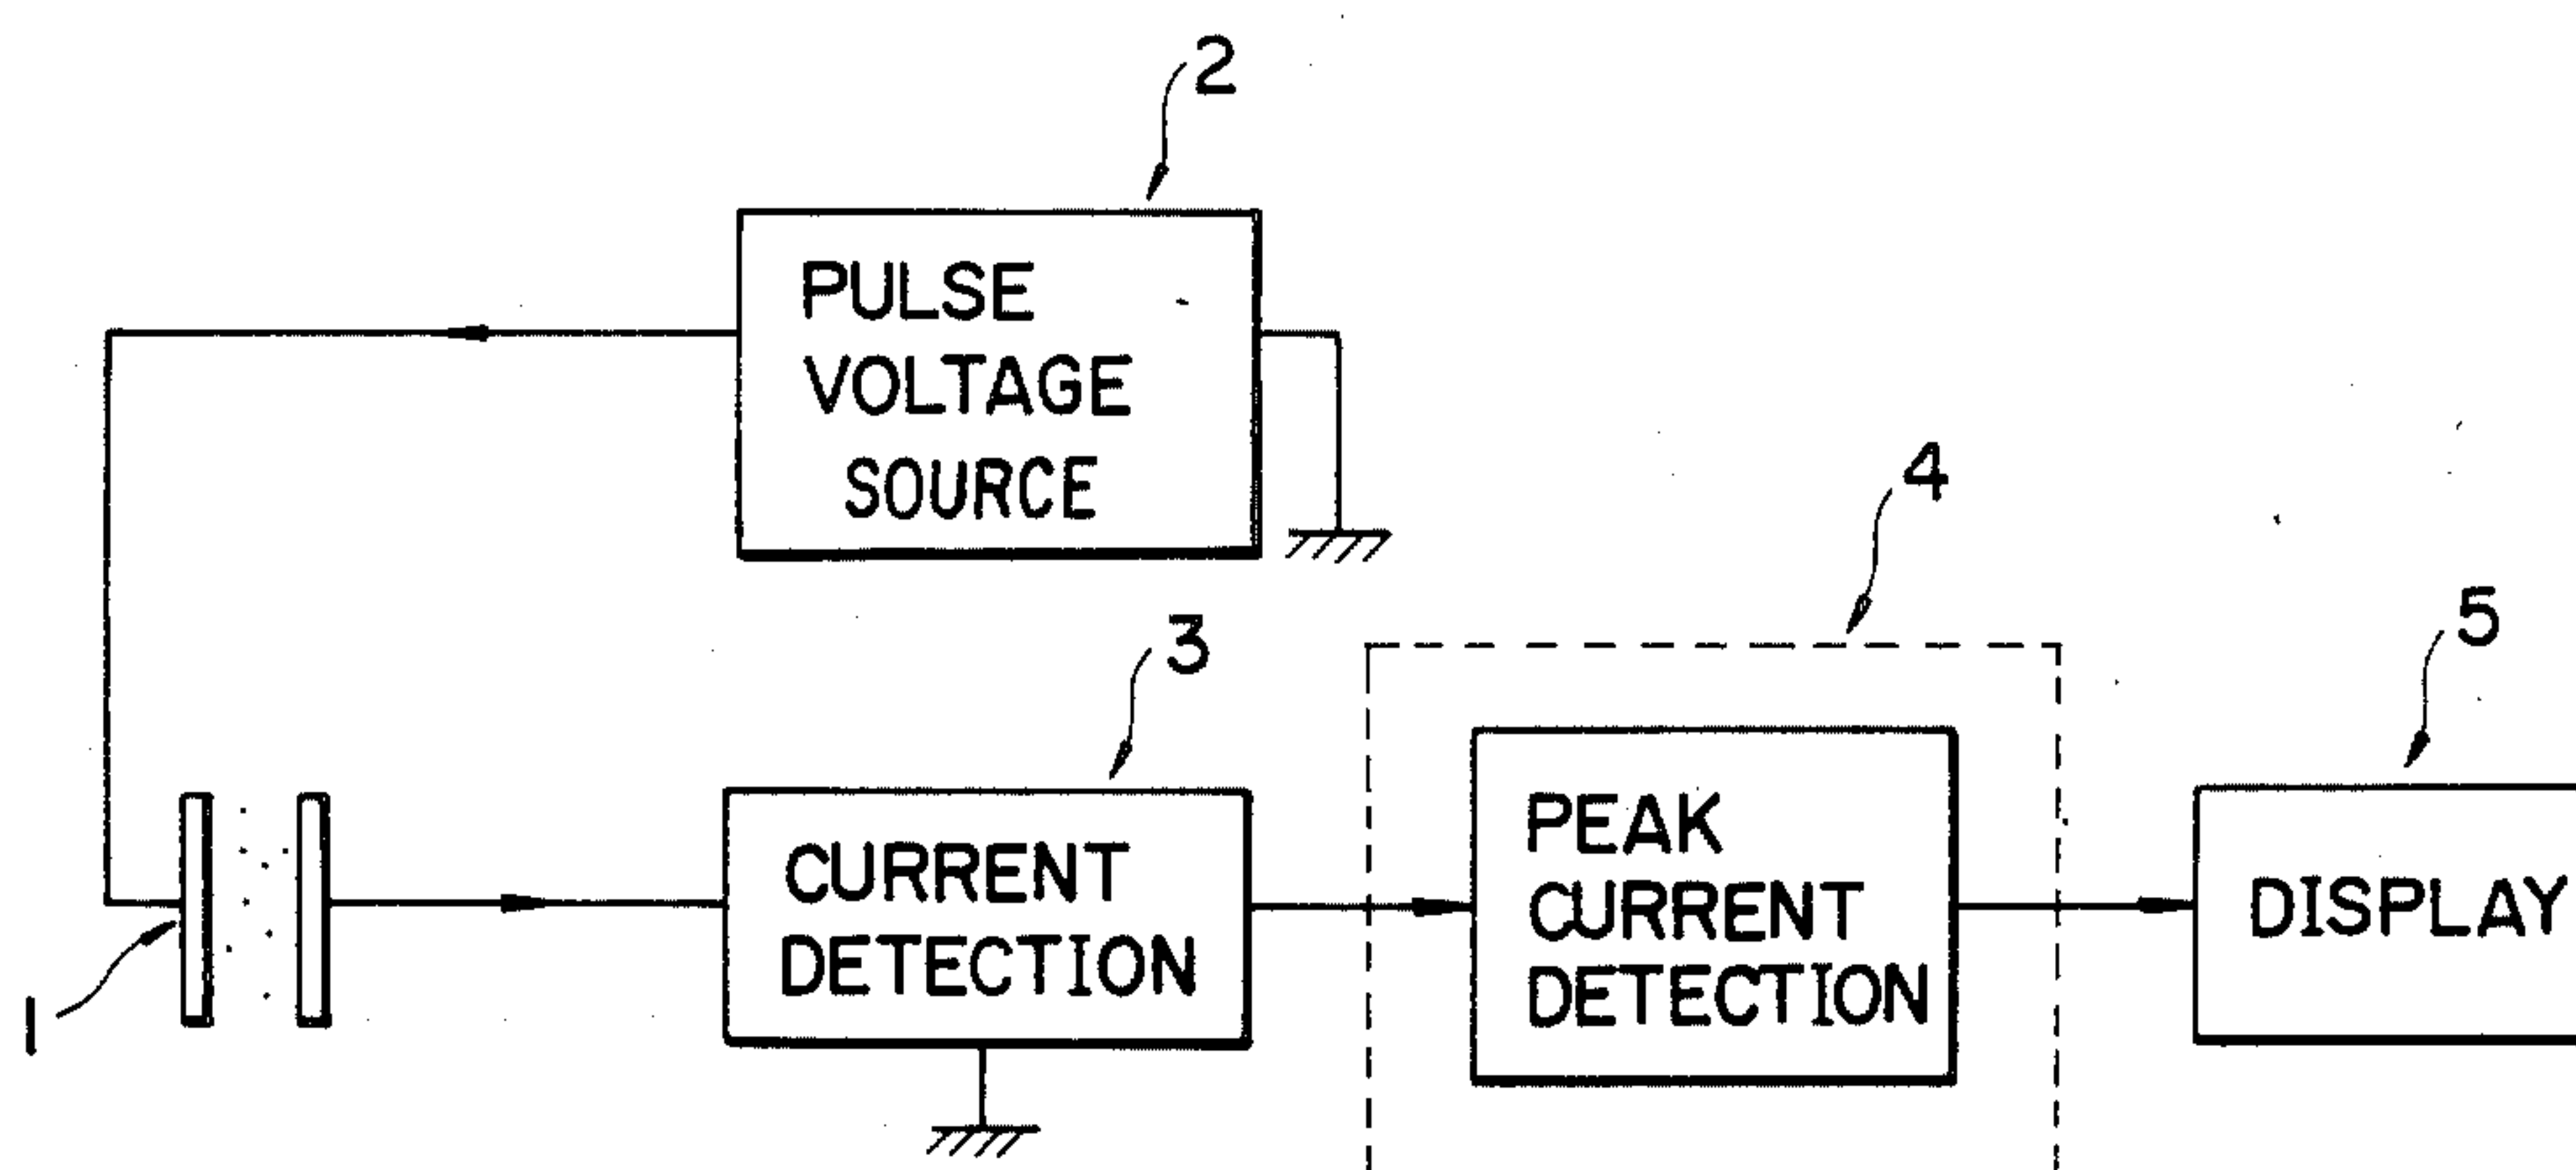 2
PULSE
VOLTAGE
SOURCE
4
3
5
PEAK
CURRENT
DETECTION
CURRENT
DETECTION
DISPLAY
1